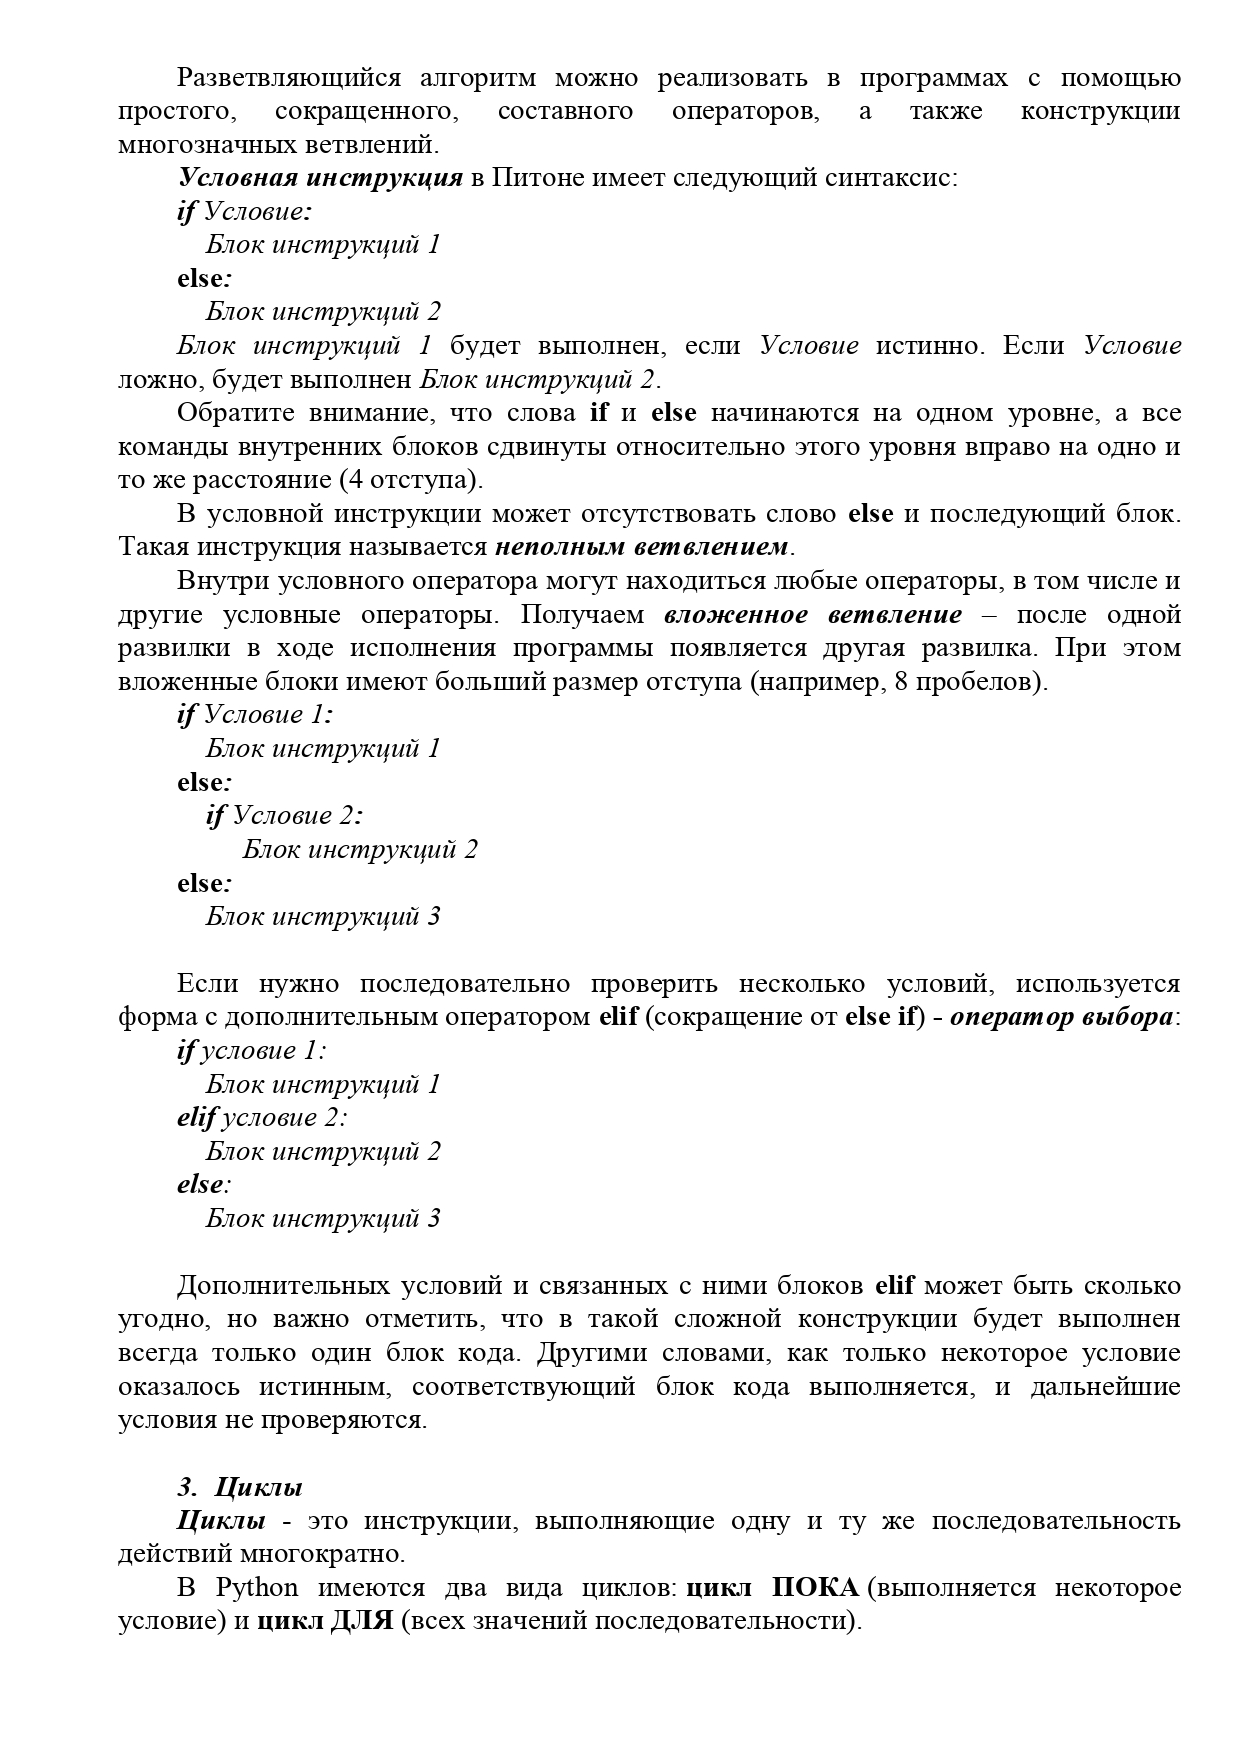 Разветвляющийся алгоритм можно реализовать в программах с помощью
простого, сокращенного, составного операторов, а также конструкции
многозначных ветвлений.
Условная инструкция в Питоне имеет следующий синтаксис:
if Условие:
Блок инструкций 1
else:
Блок инструкций 2
Блок инструкций 1 будет выполнен, если Условие истинно. Если Условие
ложно, будет выполнен Блок инструкций 2.
Обратите внимание, что слова if и else начинаются на одном уровне, а все
команды внутренних блоков сдвинуты относительно этого уровня вправо на одно и
то же расстояние (4 отступа).
В условной инструкции может отсутствовать слово else и последующий блок.
Такая инструкция называется неполным ветвлением.
Внутри условного оператора могут находиться любые операторы, в том числе и
другие условные операторы. Получаем вложенное ветвление – после одной
развилки в ходе исполнения программы появляется другая развилка. При этом
вложенные блоки имеют больший размер отступа (например, 8 пробелов).
if Условие 1:
Блок инструкций 1
else:
if Условие 2:
Блок инструкций 2
else:
Блок инструкций 3
Если нужно последовательно проверить несколько условий, используется
форма с дополнительным оператором elif (сокращение от else if) - оператор выбора:
if условие 1:
Блок инструкций 1
elif условие 2:
Блок инструкций 2
else:
Блок инструкций 3
Дополнительных условий и связанных с ними блоков elif может быть сколько
угодно, но важно отметить, что в такой сложной конструкции будет выполнен
всегда только один блок кода. Другими словами, как только некоторое условие
оказалось истинным, соответствующий блок кода выполняется, и дальнейшие
условия не проверяются.
3. Циклы
Циклы - это инструкции, выполняющие одну и ту же последовательность
действий многократно.
В Python имеются два вида циклов: цикл ПОКА (выполняется некоторое
условие) и цикл ДЛЯ (всех значений последовательности).